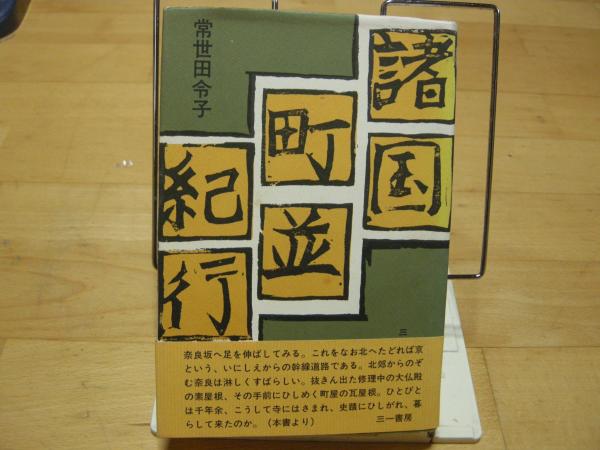 諸国
町並
紀行
常世田令子
三
奈良坂へ足を伸ばしてみる。これをなお北へたどれば京
という、いにしえからの幹線道路である。北郊からのぞ
む奈良は淋しくすばらしい。抜きん出た修理中の大仏殿
の素屋根、その手前にひしめく町屋の瓦屋根。ひとびと
は千年余、こうして寺にはさまれ、史蹟にひしがれ、暮
らして来たのか。（本書より）
三一書房